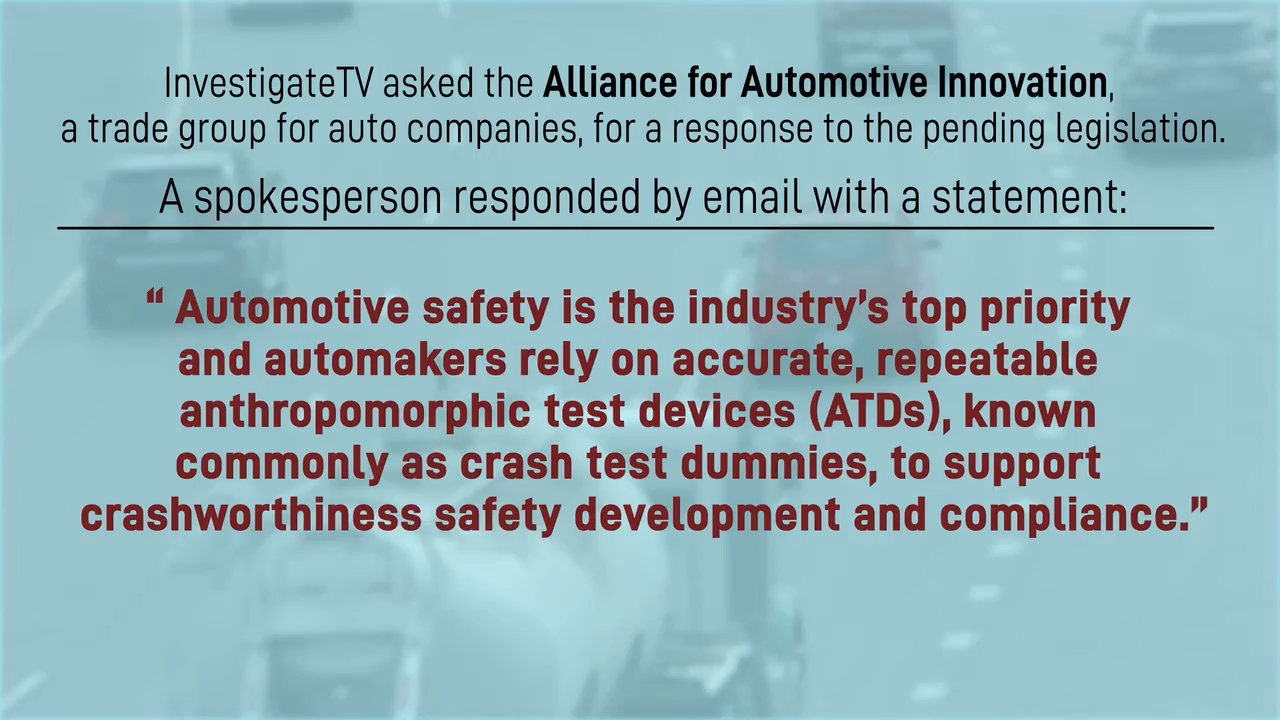 InvestigateTV asked the Alliance for Automotive Innovation,
a trade group for auto companies, for a response to the pending legislation.
A spokesperson responded by email with a statement:
“ Automotive safety is the industry’s top priority
and automakers rely on accurate, repeatable
anthropomorphic test devices (ATDs), known
commonly as crash test dummies, to support
crashworthiness safety development and compliance.”